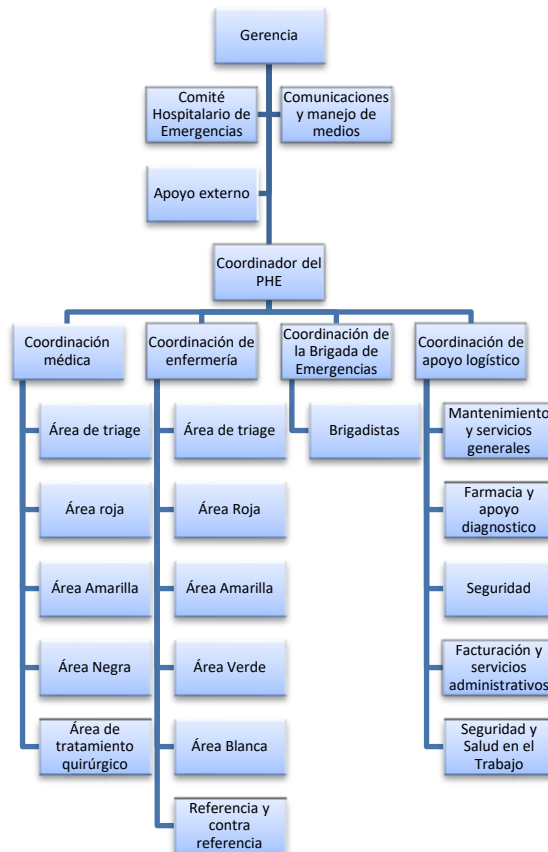 Gerencia
Comité
Hospitalario de
Emergencias
Comunicaciones
y manejo de
medios
Apoyo externo
Coordinador del
PHE
Coordinación
médica
Área de triage
Área roja
Área Amarilla
Área Negra
Área de
tratamiento
quirúrgico
Coordinación de
enfermería
Área de triage
Área Roja
Área Amarilla
Área Verde
Área Blanca
Referencia y
contra
referencia
Coordinación de
la Brigada de
Emergencias
Brigadistas
Coordinación de
apoyo logístico
Mantenimiento
y servicios
generales
Farmacia y
apoyo
diagnostico
Seguridad
Facturación y
servicios
administrativos
Seguridad y
Salud en el
Trabajo